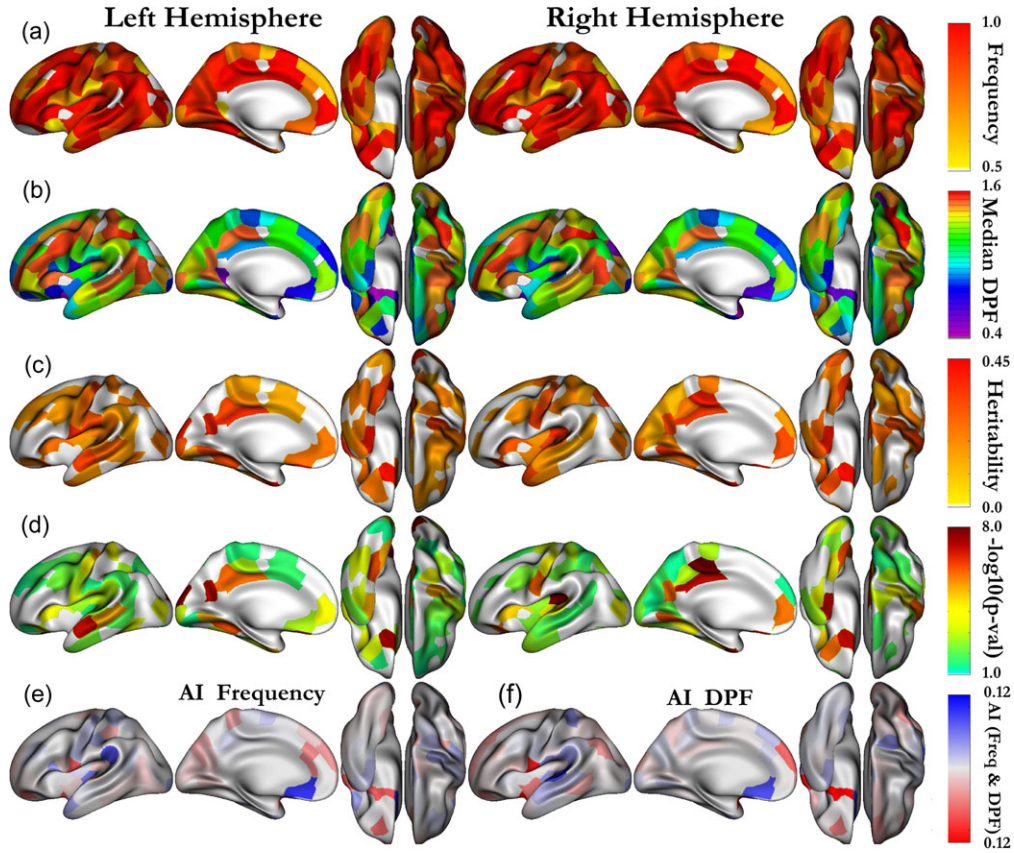 Left Hemisphere
Right Hemisphere
(a)
1.0
Frequency
0.5
(b)
1.6
Median DPF
0.4
(c)
0.45
Heritability
0.0
(d)
8.0
-log10(p-val)
1.0
(e)
AI Frequency
(f)
AI DPF
0.12
AI (Freq & DPF)
0.12